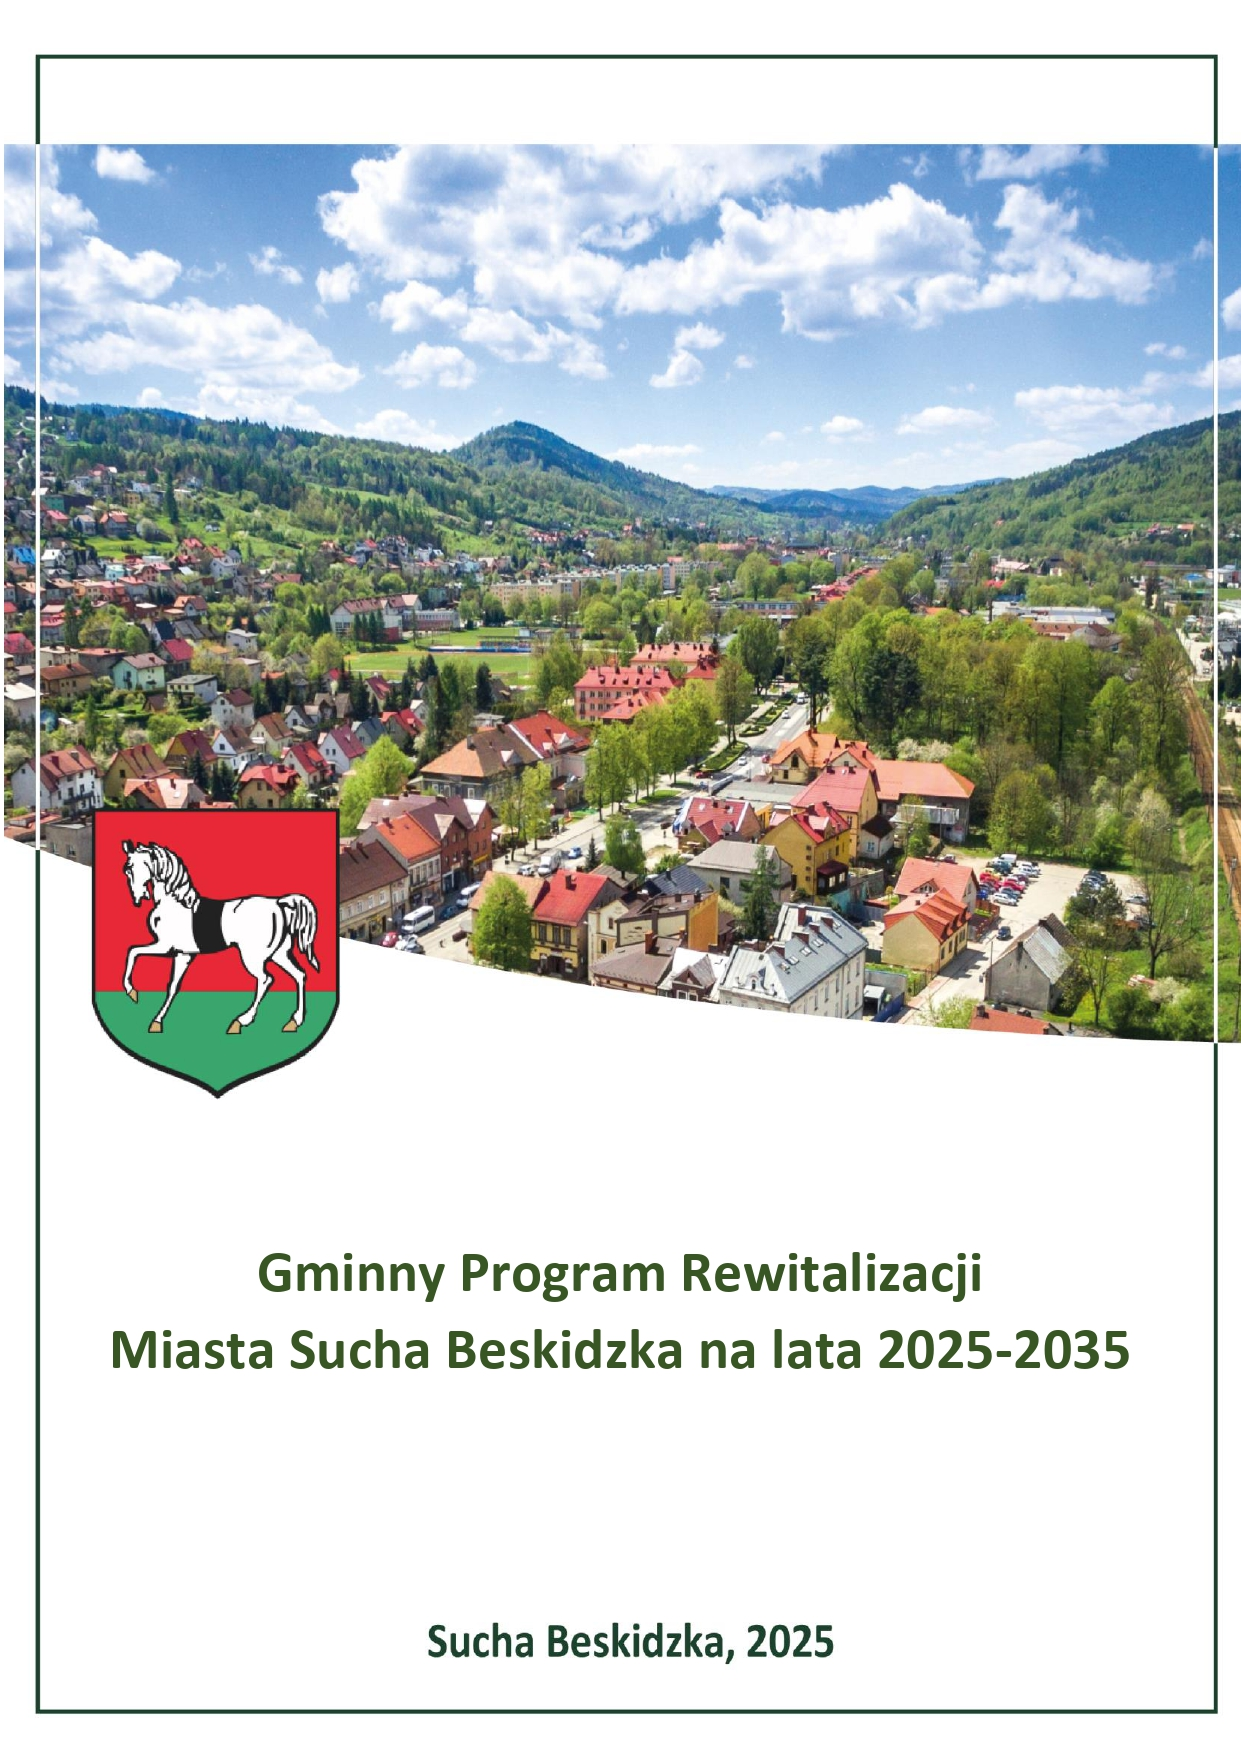 Gminny Program Rewitalizacji
Miasta Sucha Beskidzka na lata 2025-2035
Sucha Beskidzka, 2025